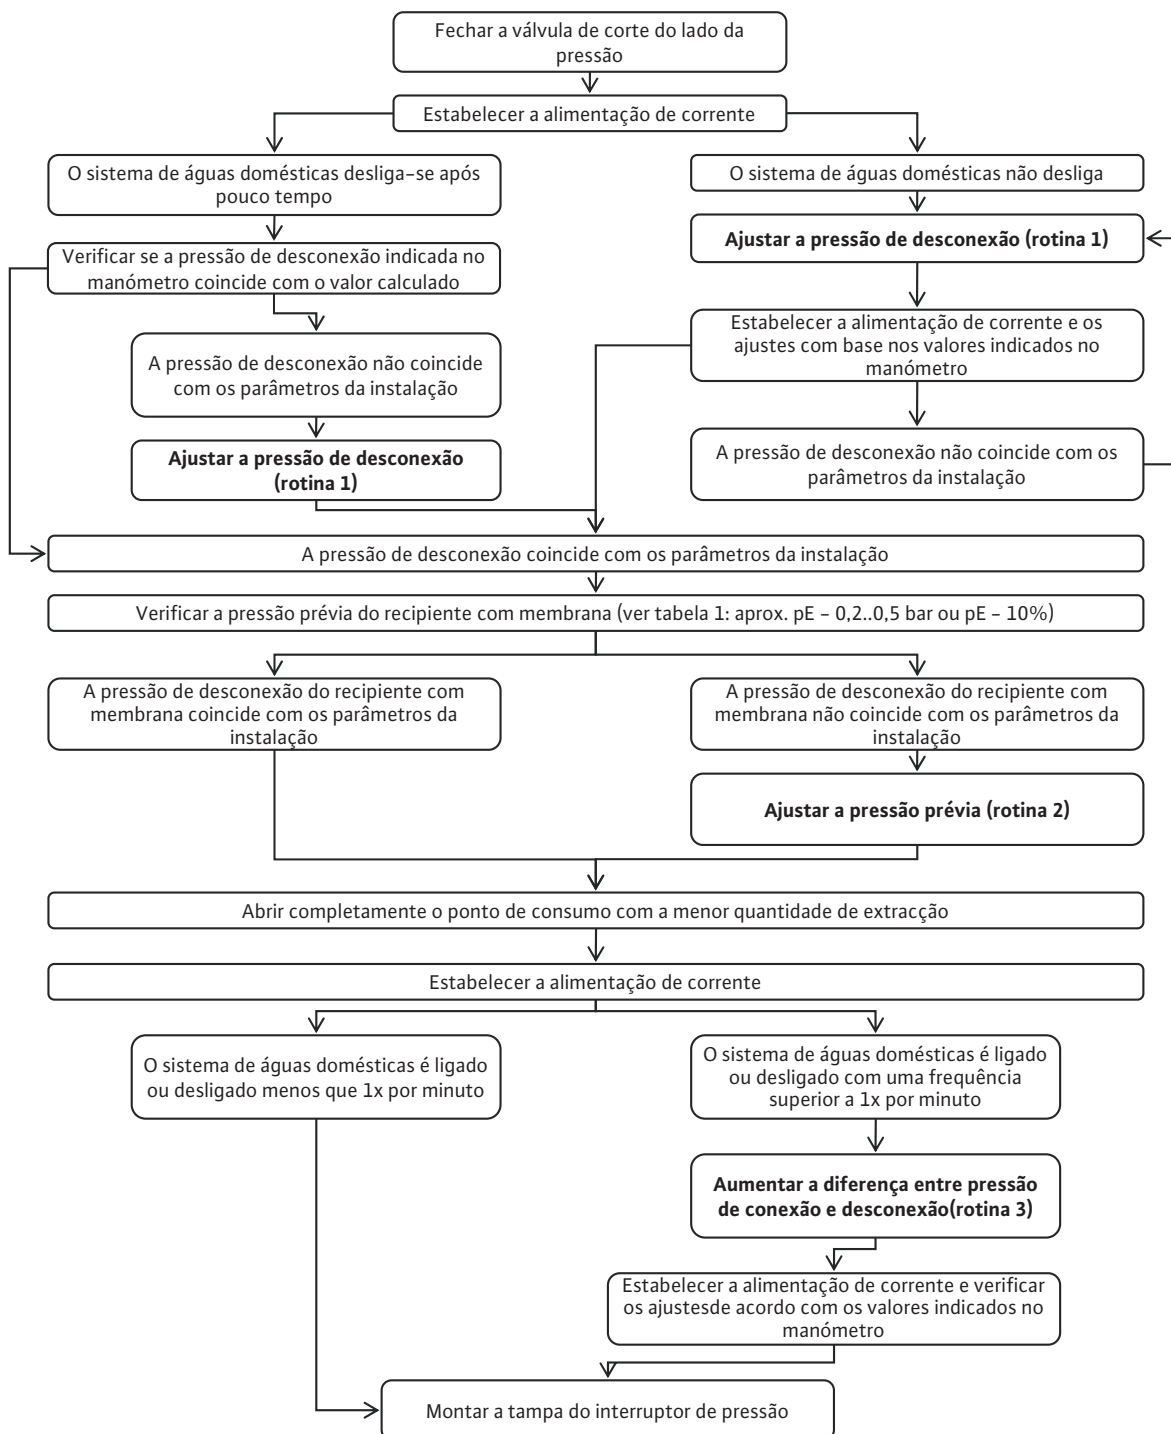 Fechar a válvula de corte do lado da
pressão
Estabelecer a alimentação de corrente
O sistema de águas domésticas desliga-se após
pouco tempo
O sistema de águas domésticas não desliga
Ajustar a pressão de desconexão (rotina 1)
Verificar se a pressão de desconexão indicada no
manómetro coincide com o valor calculado
Estabelecer a alimentação de corrente e os
ajustes com base nos valores indicados no
manómetro
A pressão de desconexão não coincide
com os parâmetros da instalação
A pressão de desconexão não coincide com os
parâmetros da instalação
Ajustar a pressão de desconexão
(rotina 1)
A pressão de desconexão coincide com os parâmetros da instalação
Verificar a pressão prévia do recipiente com membrana (ver tabela 1: aprox. pE – 0,2..0,5 bar ou pE – 10%)
A pressão de desconexão do recipiente com
membrana coincide com os parâmetros da
instalação
A pressão de desconexão do recipiente com
membrana não coincide com os parâmetros da
instalação
Ajustar a pressão prévia (rotina 2)
Abrir completamente o ponto de consumo com a menor quantidade de extracção
Estabelecer a alimentação de corrente
O sistema de águas domésticas é ligado
ou desligado menos que 1x por minuto
O sistema de águas domésticas é ligado
ou desligado com uma frequência
superior a 1x por minuto
Aumentar a diferença entre pressão
de conexão e desconexão(rotina 3)
Estabelecer a alimentação de corrente e verificar
os ajustesde acordo com os valores indicados no
manómetro
Montar a tampa do interruptor de pressão